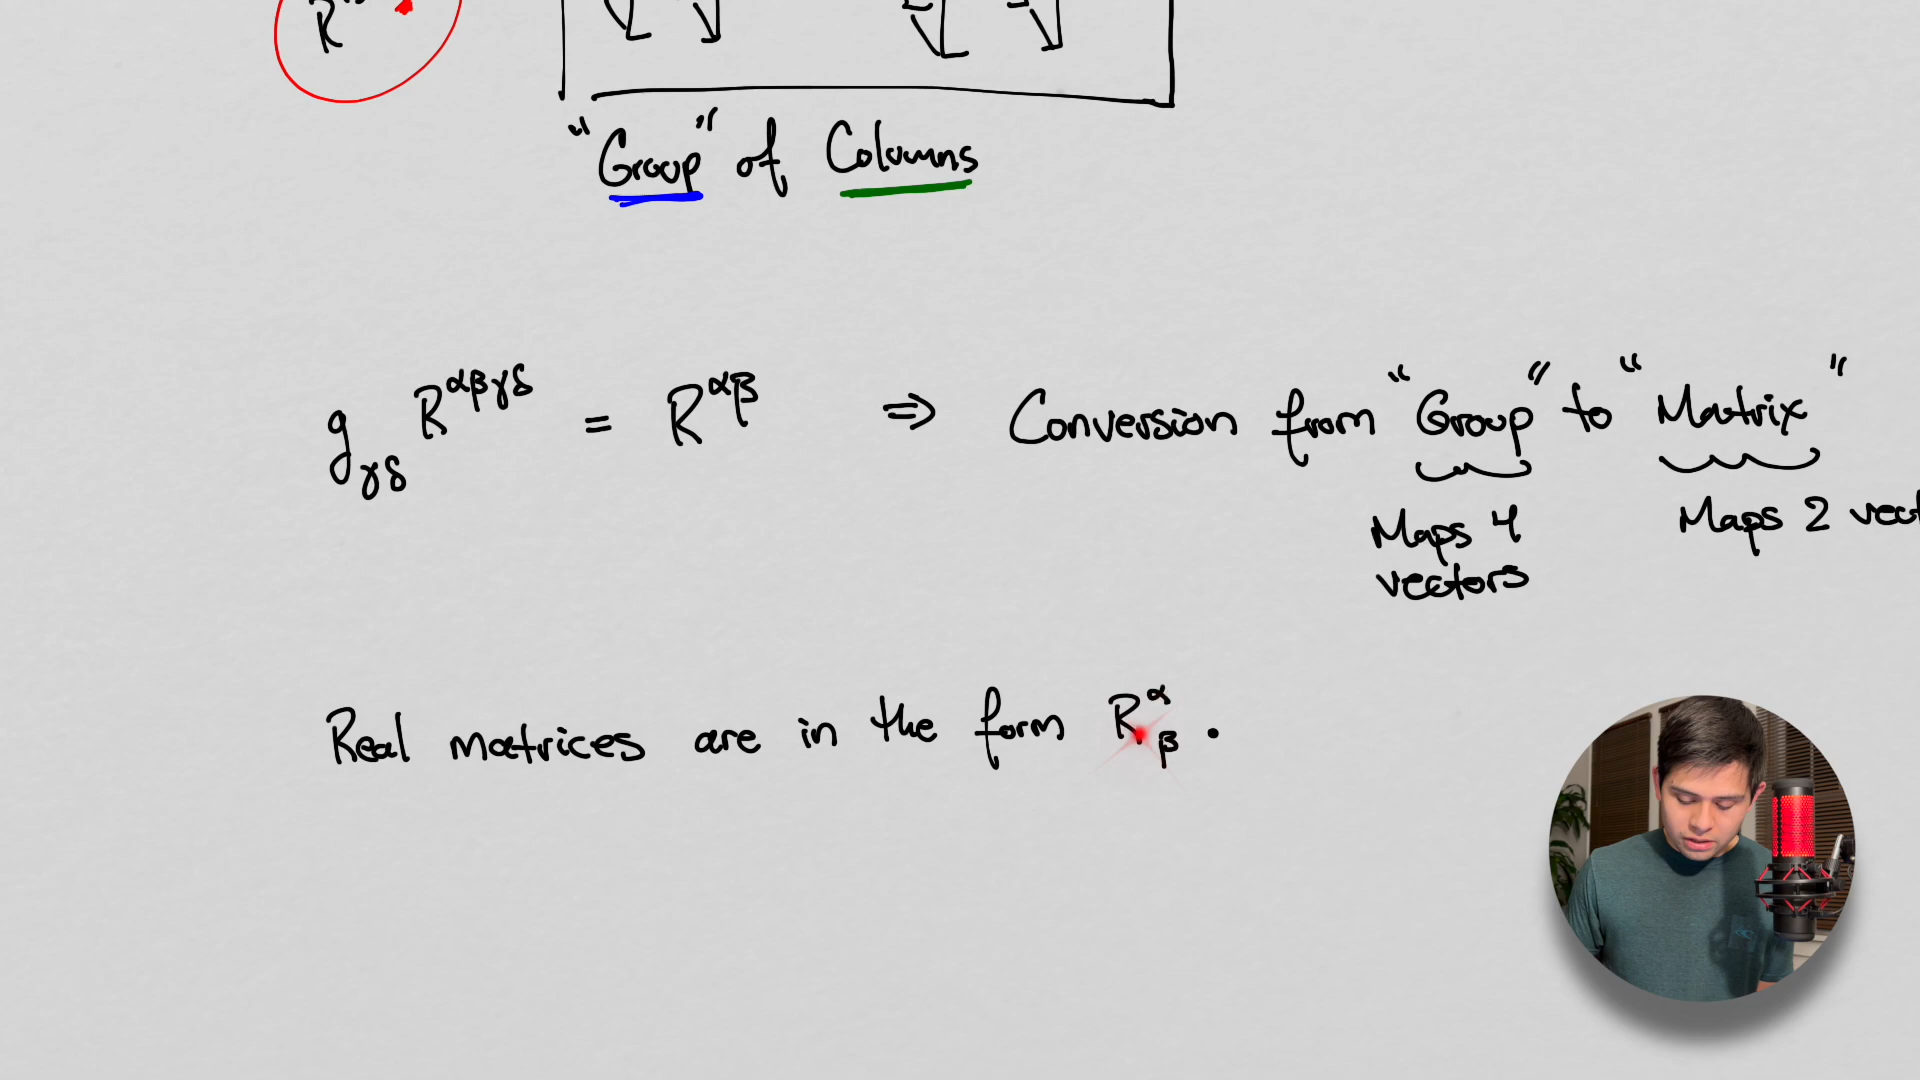 R
"Group" of Columns
g_γδ R^αβγδ = R^αβ ⇒ Conversion from "Group" to "Matrix"
Maps 4 vectors
Maps 2 vect
Real matrices are in the form R^α_β .